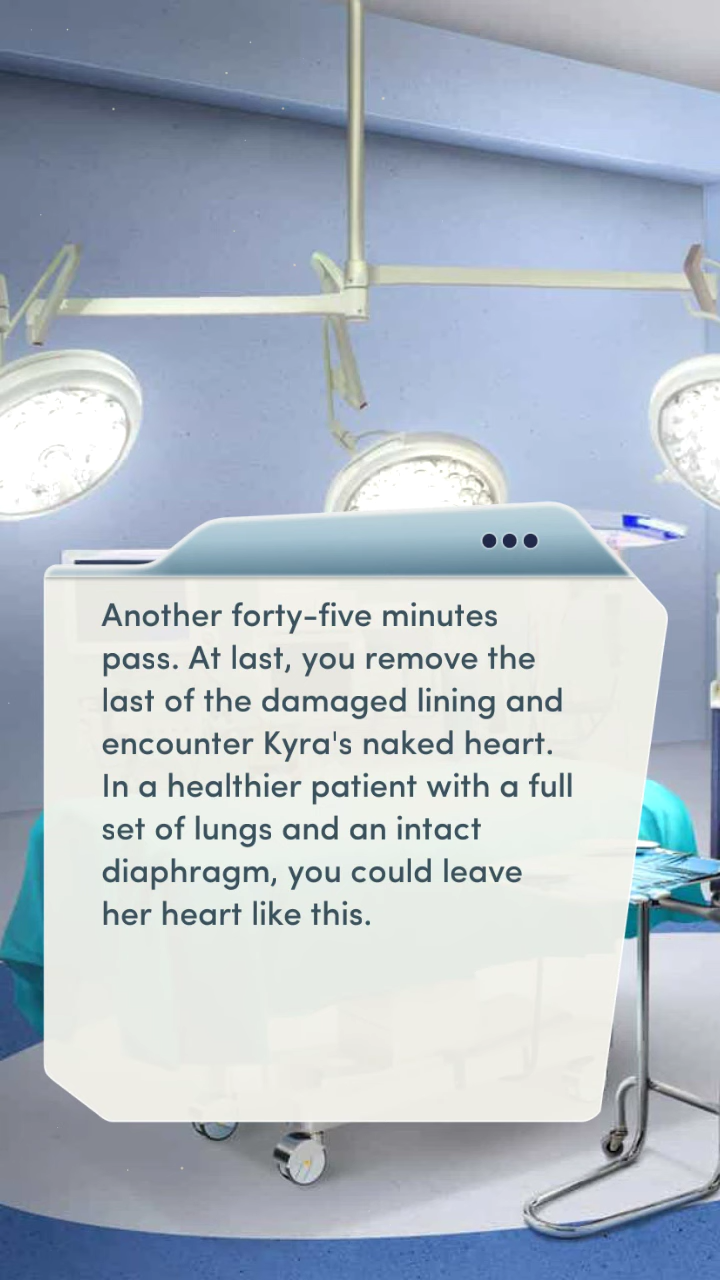 Another forty-five minutes
pass. At last, you remove the
last of the damaged lining and
encounter Kyra's naked heart.
In a healthier patient with a full
set of lungs and an intact
diaphragm, you could leave
her heart like this.